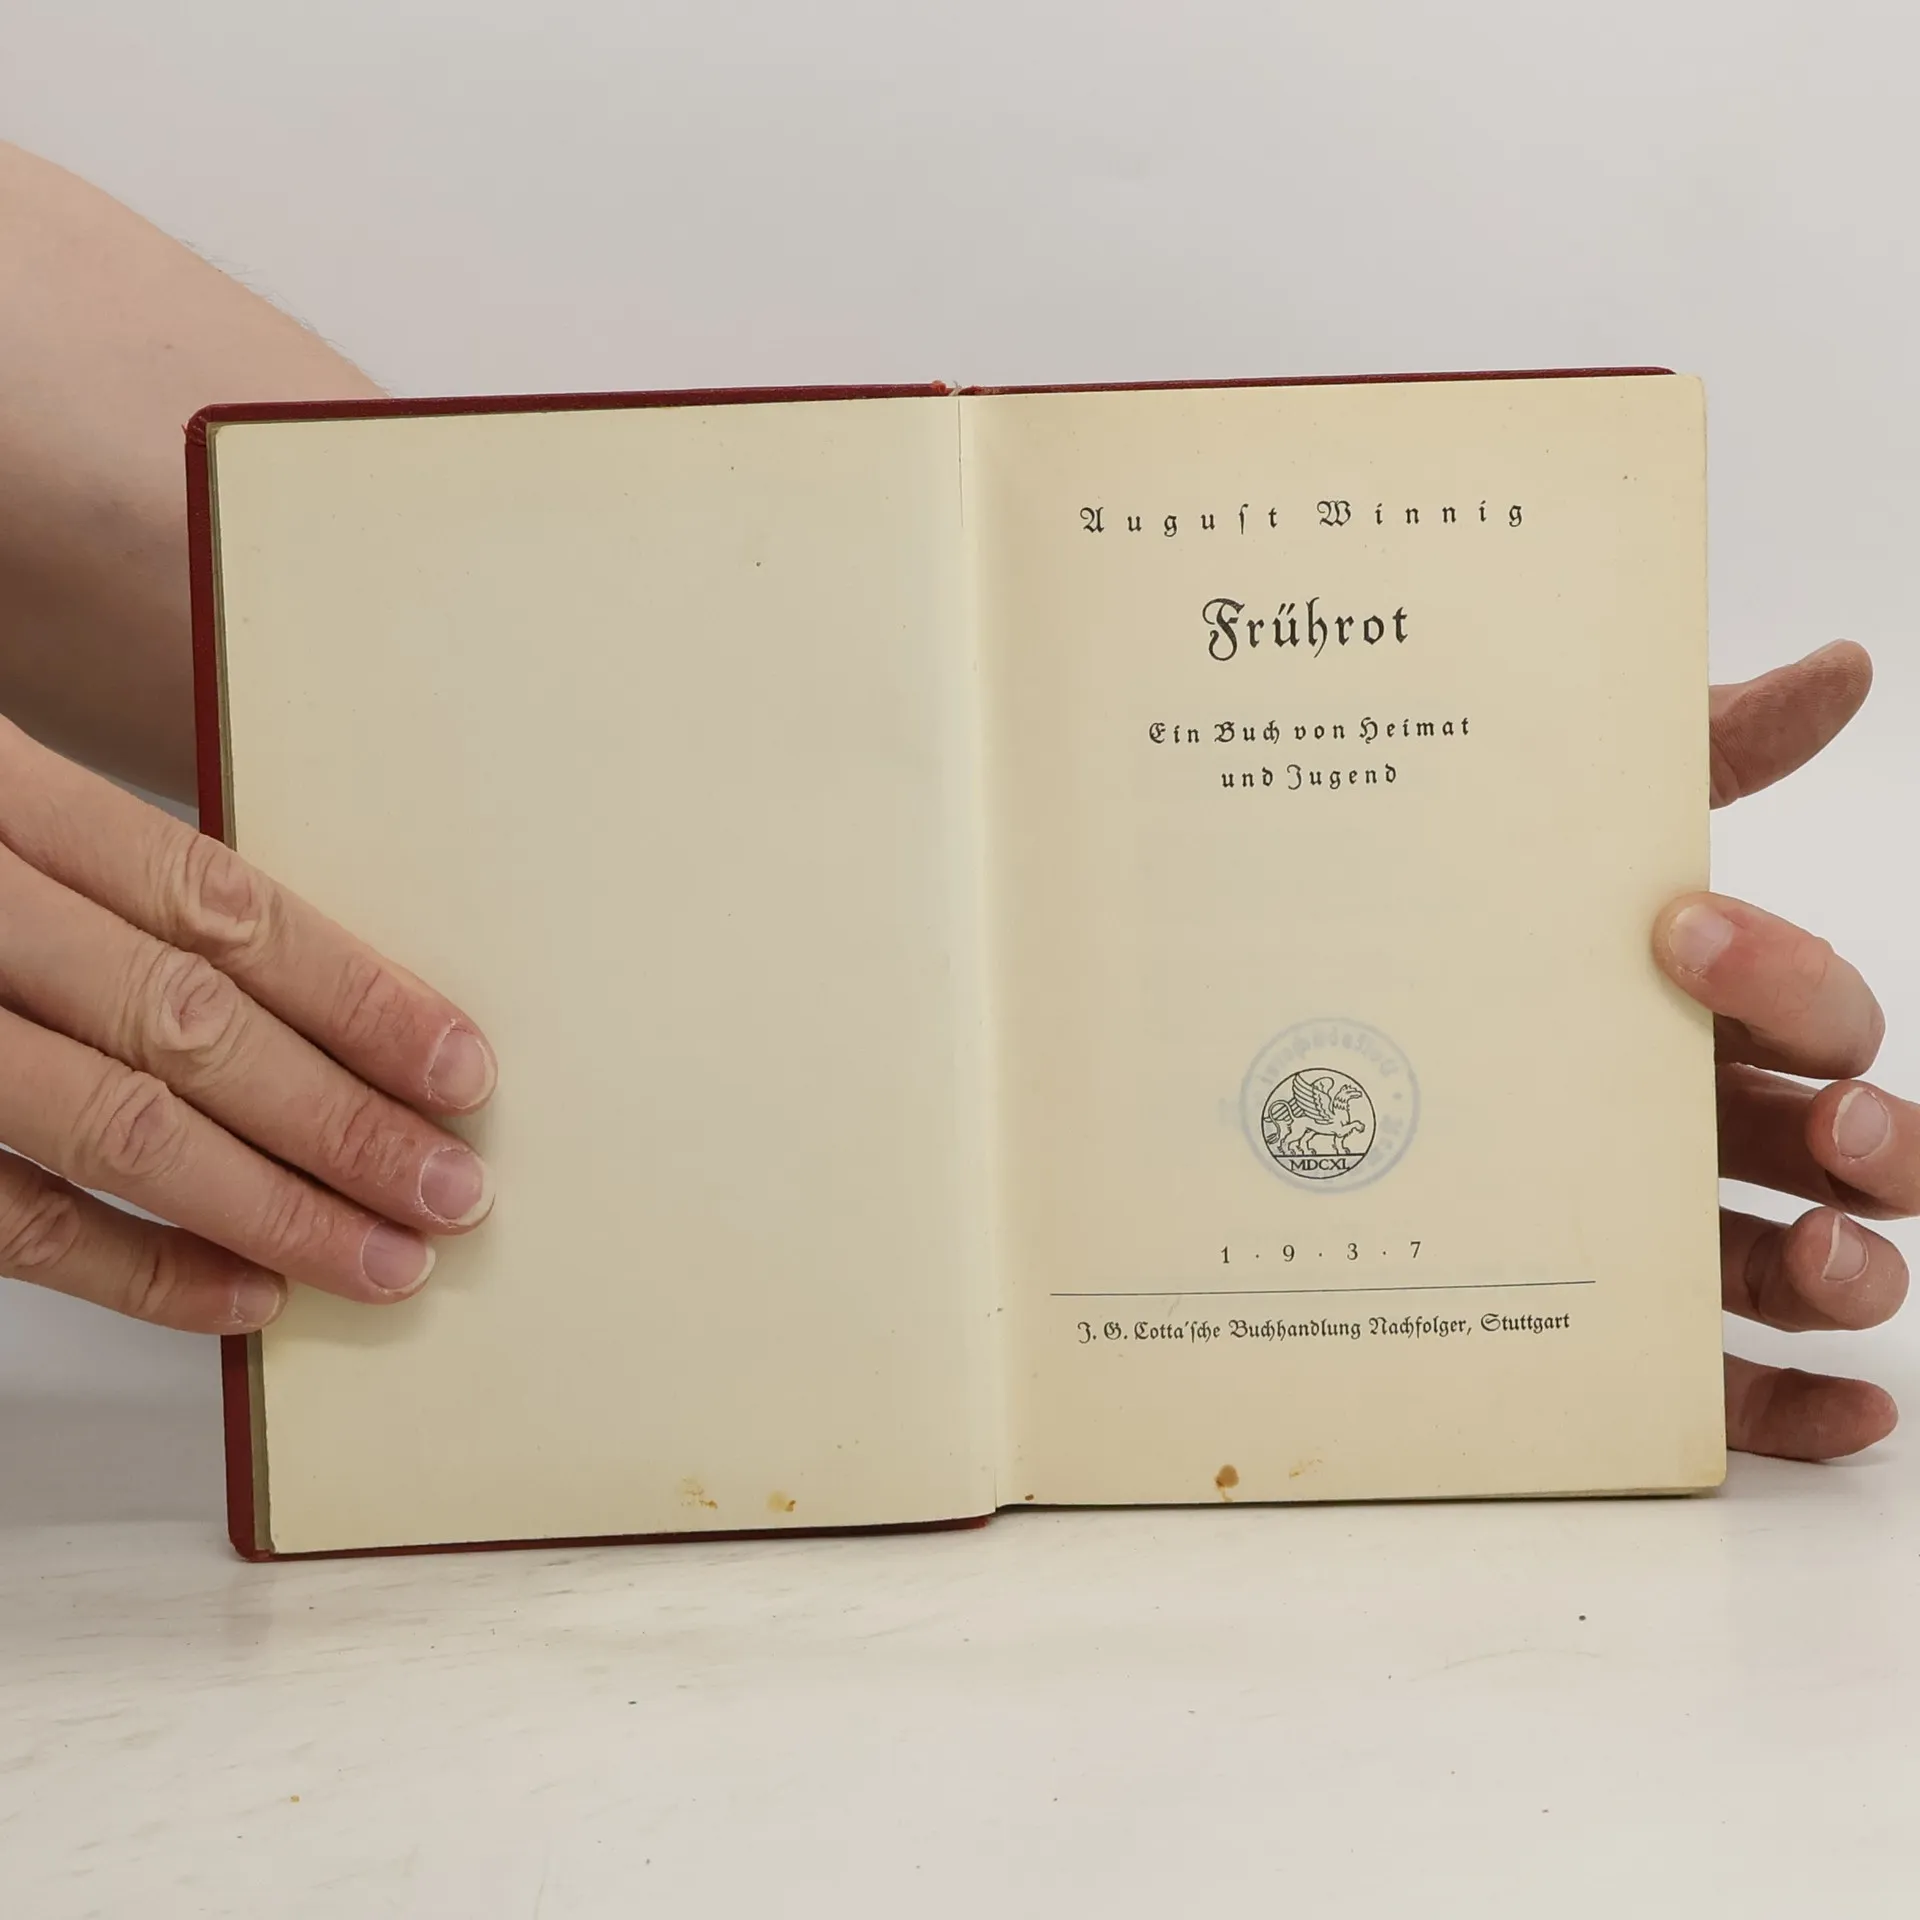 Auguſt Winnig
Frührot
Ein Buch von Heimat
und Jugend
MDCXL
1 · 9 · 3 · 7
J. G. Cotta'ſche Buchhandlung Nachfolger, Stuttgart